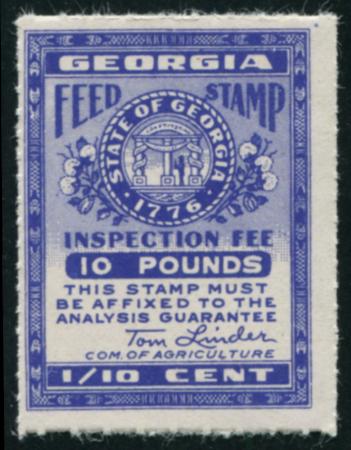 GEORGIA
FEED STAMP
STATE OF GEORGIA
1776
INSPECTION FEE
10 POUNDS
THIS STAMP MUST
BE AFFIXED TO THE
ANALYSIS GUARANTEE
Tom Linder
COM. OF AGRICULTURE
1/10 CENT